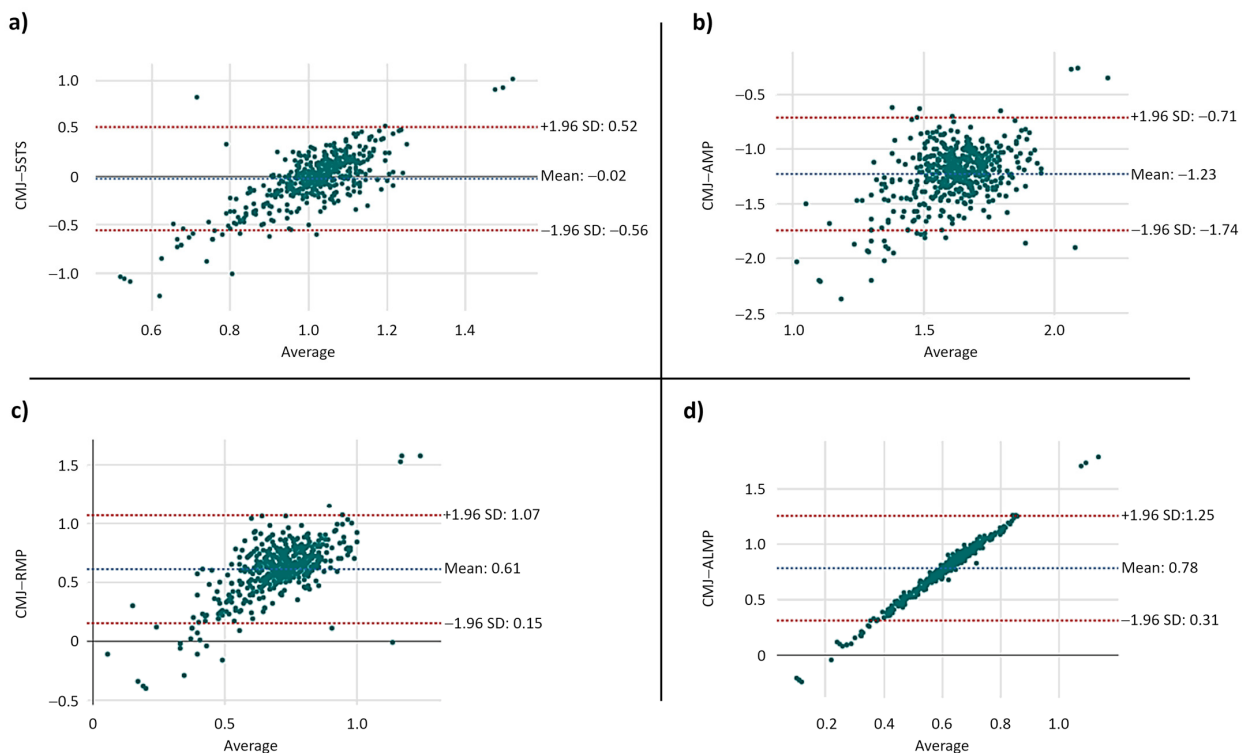 a)
1.0
0.5
0
−0.5
−1.0
CMJ−5STS
+1.96 SD: 0.52
Mean: −0.02
−1.96 SD: −0.56
0.6 0.8 1.0 1.2 1.4
Average
b)
−0.5
−1.0
−1.5
−2.0
−2.5
CMJ−AMP
+1.96 SD: −0.71
Mean: −1.23
−1.96 SD: −1.74
1.0 1.5 2.0
Average
c)
1.5
1.0
0.5
0
−0.5
CMJ−RMP
+1.96 SD: 1.07
Mean: 0.61
−1.96 SD: 0.15
0 0.5 1.0
Average
d)
1.5
1.0
0.5
0
CMJ−ALMP
+1.96 SD:1.25
Mean: 0.78
−1.96 SD: 0.31
0.2 0.4 0.6 0.8 1.0
Average